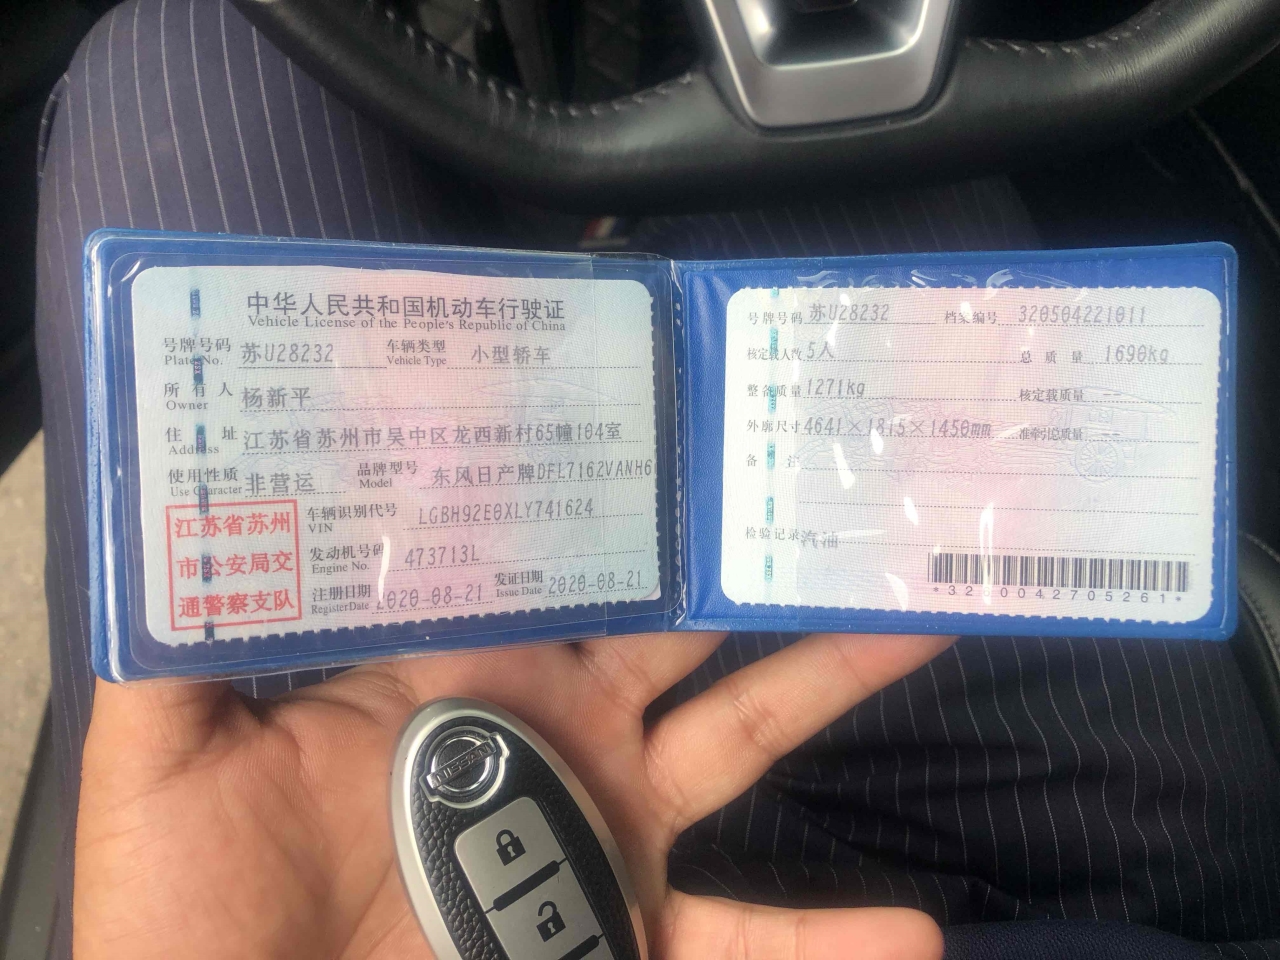 中华人民共和国机动车行驶证
Vehicle License of the People's Republic of China
号牌号码 苏U28232 车辆类型 小型轿车
Plate No. Vehicle Type
所有人 杨新平
Owner
住址 江苏省苏州市吴中区龙西新村65幢104室
Address
使用性质 非营运 品牌型号 东风日产牌DFL7162VANH6
Use Character Model
江苏省苏州
市公安局交
通警察支队
车辆识别代号 LGBH92E0XLY741624
VIN
发动机号码 473713L
Engine No.
注册日期 2020-08-21 发证日期 2020-08-21
Register Date Issue Date
号牌号码 苏U28232 档案编号 320504221011
核定载人数 5人 总质量 1690kg
整备质量 1271kg 核定载质量 --
外廓尺寸 4641×1815×1450mm 准牵引总质量 --
备注
检验记录 汽油
NISSAN